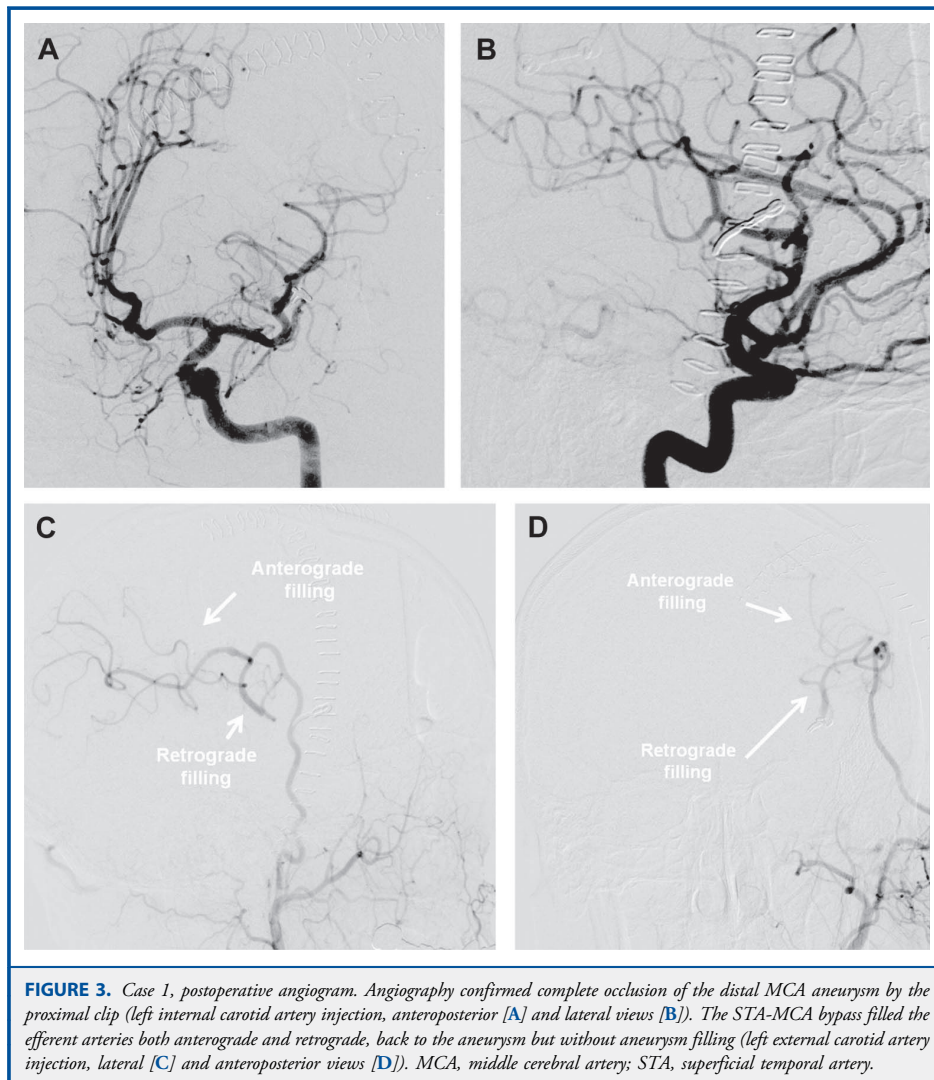 A
B
C
Anterograde
filling
Retrograde
filling
D
Anterograde
filling
Retrograde
filling
FIGURE 3. Case 1, postoperative angiogram. Angiography confirmed complete occlusion of the distal MCA aneurysm by the
proximal clip (left internal carotid artery injection, anteroposterior [A] and lateral views [B]). The STA-MCA bypass filled the
efferent arteries both anterograde and retrograde, back to the aneurysm but without aneurysm filling (left external carotid artery
injection, lateral [C] and anteroposterior views [D]). MCA, middle cerebral artery; STA, superficial temporal artery.